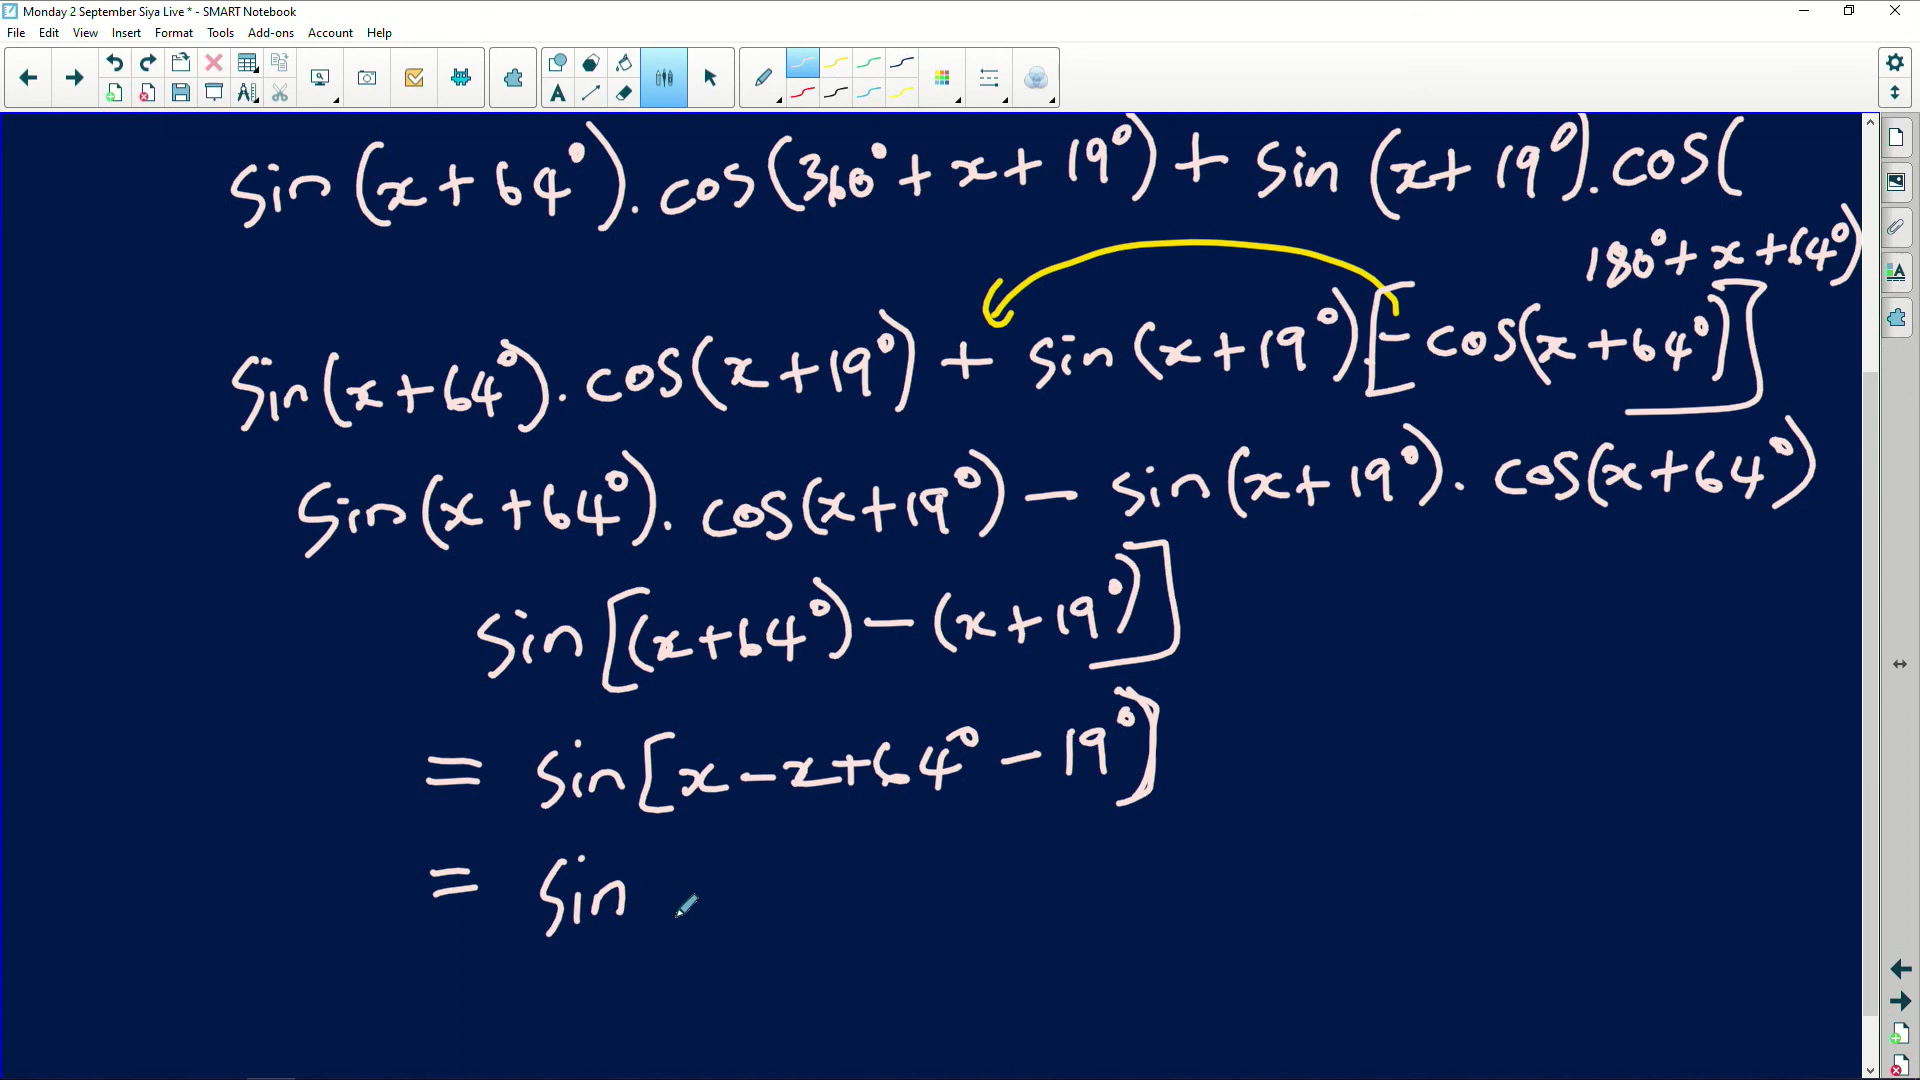 Monday 2 September Siya Live * - SMART Notebook
File Edit View Insert Format Tools Add-ons Account Help
sin(x+64°).cos(360°+x+19°)+sin(x+19°).cos(
180°+x+64°)
sin(x+64°).cos(x+19°)+sin(x+19°).[-cos(x+64°)]
sin(x+64°).cos(x+19°)-sin(x+19°).cos(x+64°)
sin[(x+64°)-(x+19°)]
= sin[x-x+64°-19°]
= sin